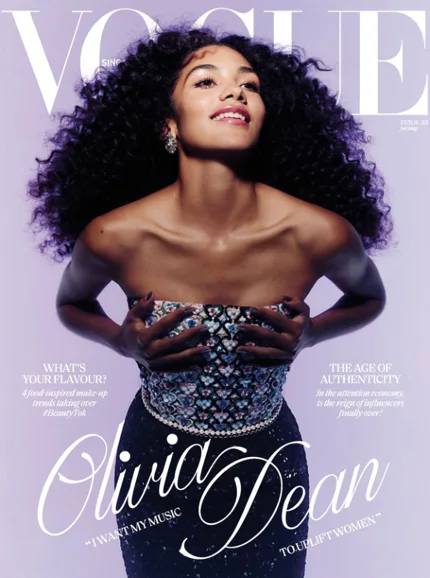 VOGUE
SING
ISSUE 33
WHAT'S
YOUR FLAVOUR?
4 food-inspired make-up
trends taking over
#BeautyTok
THE AGE OF
AUTHENTICITY
In the attention economy,
is the reign of influencers
finally over?
Olivia
Dean
"I WANT MY MUSIC
TO UPLIFT WOMEN"